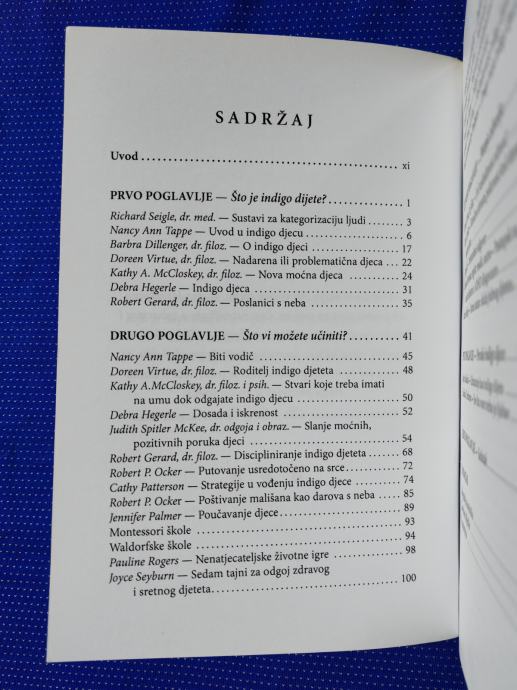 SADRŽAJ
Uvod ........................................ xi
PRVO POGLAVLJE — Što je indigo dijete? ............... 1
Richard Seigle, dr. med. — Sustavi za kategorizaciju ljudi ........ 3
Nancy Ann Tappe — Uvod u indigo djecu ................ 6
Barbra Dillenger, dr. filoz. — O indigo djeci ................ 17
Doreen Virtue, dr. filoz. — Nadarena ili problematična djeca ... 22
Kathy A. McCloskey, dr. filoz. — Nova moćna djeca ......... 24
Debra Hegerle — Indigo djeca ......................... 31
Robert Gerard, dr. filoz. — Poslanici s neba ................ 35
DRUGO POGLAVLJE — Što vi možete učiniti? .......... 41
Nancy Ann Tappe — Biti vodič ........................ 45
Doreen Virtue, dr. filoz. — Roditelj indigo djeteta ............ 48
Kathy A.McCloskey, dr. filoz. i psih. — Stvari koje treba imati
na umu dok odgajate indigo djecu .................... 50
Debra Hegerle — Dosada i iskrenost ..................... 52
Judith Spitler McKee, dr. odgoja i obraz. — Slanje moćnih,
pozitivnih poruka djeci ........................... 54
Robert Gerard, dr. filoz. — Discipliniranje indigo djeteta ....... 68
Robert P. Ocker — Putovanje usredotočeno na srce........... 72
Cathy Patterson — Strategije u vođenju indigo djece .......... 74
Robert P. Ocker — Poštivanje mališana kao darova s neba ...... 85
Jennifer Palmer — Poučavanje djece...................... 89
Montessori škole .................................. 93
Waldorfske škole .................................. 94
Pauline Rogers — Nenatjecateljske životne igre ............. 98
Joyce Seyburn — Sedam tajni za odgoj zdravog
i sretnog djeteta................................ 100